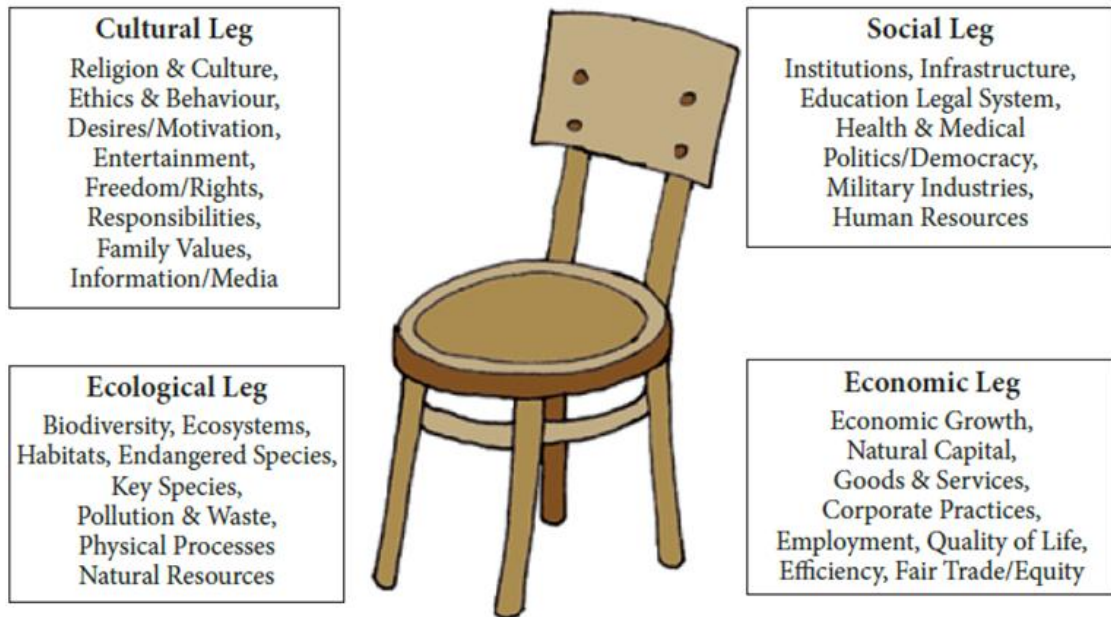 Cultural Leg
Religion & Culture,
Ethics & Behaviour,
Desires/Motivation,
Entertainment,
Freedom/Rights,
Responsibilities,
Family Values,
Information/Media
Social Leg
Institutions, Infrastructure,
Education Legal System,
Health & Medical
Politics/Democracy,
Military Industries,
Human Resources
Ecological Leg
Biodiversity, Ecosystems,
Habitats, Endangered Species,
Key Species,
Pollution & Waste,
Physical Processes
Natural Resources
Economic Leg
Economic Growth,
Natural Capital,
Goods & Services,
Corporate Practices,
Employment, Quality of Life,
Efficiency, Fair Trade/Equity